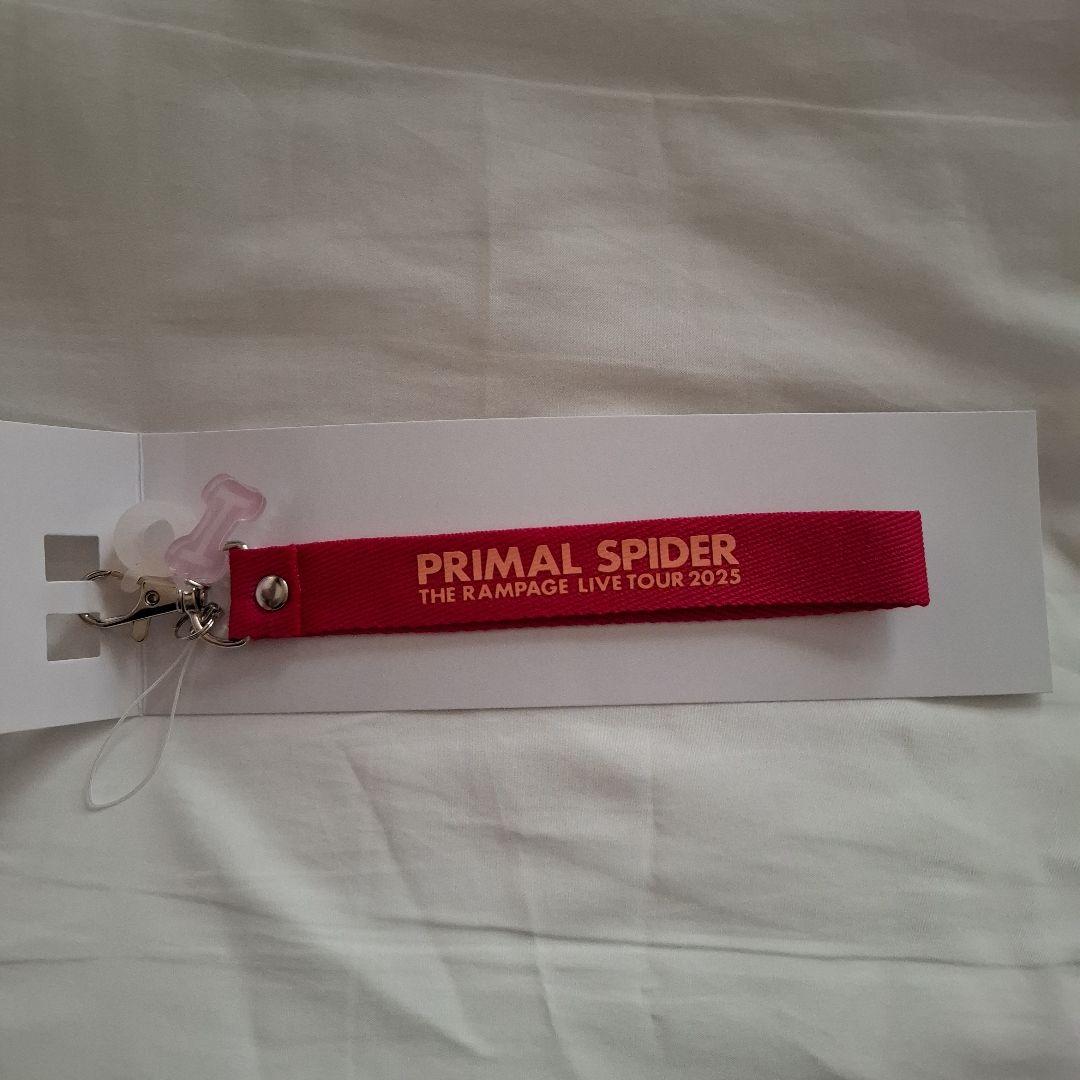 PRIMAL SPIDER
THE RAMPAGE LIVE TOUR 2025